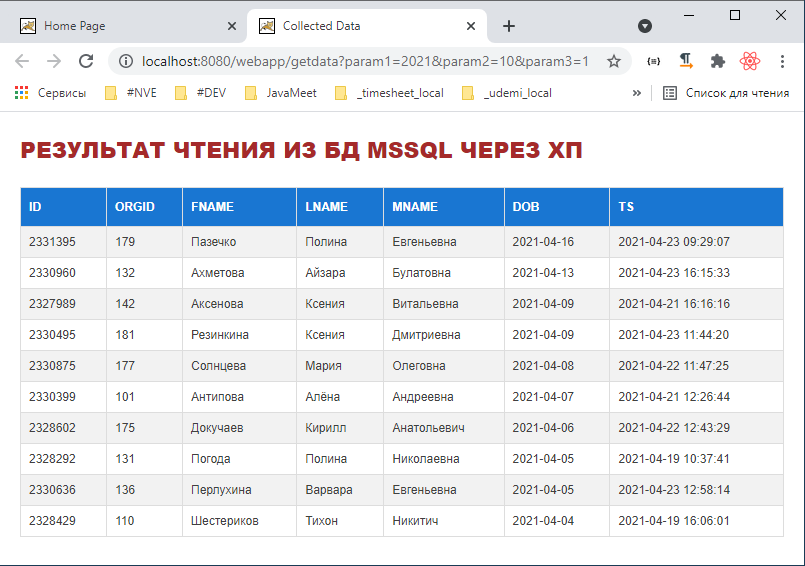 Home Page
Collected Data
localhost:8080/webapp/getdata?param1=2021&param2=10&param3=1
Сервисы #NVE #DEV JavaMeet _timesheet_local _udemi_local » Список для чтения
РЕЗУЛЬТАТ ЧТЕНИЯ ИЗ БД MSSQL ЧЕРЕЗ ХП
ID ORGID FNAME LNAME MNAME DOB TS
2331395 179 Пазечко Полина Евгеньевна 2021-04-16 2021-04-23 09:29:07
2330960 132 Ахметова Айзара Булатовна 2021-04-13 2021-04-23 16:15:33
2327989 142 Аксенова Ксения Витальевна 2021-04-09 2021-04-21 16:16:16
2330495 181 Резинкина Ксения Дмитриевна 2021-04-09 2021-04-23 11:44:20
2330875 177 Солнцева Мария Олеговна 2021-04-08 2021-04-22 11:47:25
2330399 101 Антипова Алёна Андреевна 2021-04-07 2021-04-21 12:26:44
2328602 175 Докучаев Кирилл Анатольевич 2021-04-06 2021-04-22 12:43:29
2328292 131 Погода Полина Николаевна 2021-04-05 2021-04-19 10:37:41
2330636 136 Перлухина Варвара Евгеньевна 2021-04-05 2021-04-23 12:58:14
2328429 110 Шестериков Тихон Никитич 2021-04-04 2021-04-19 16:06:01